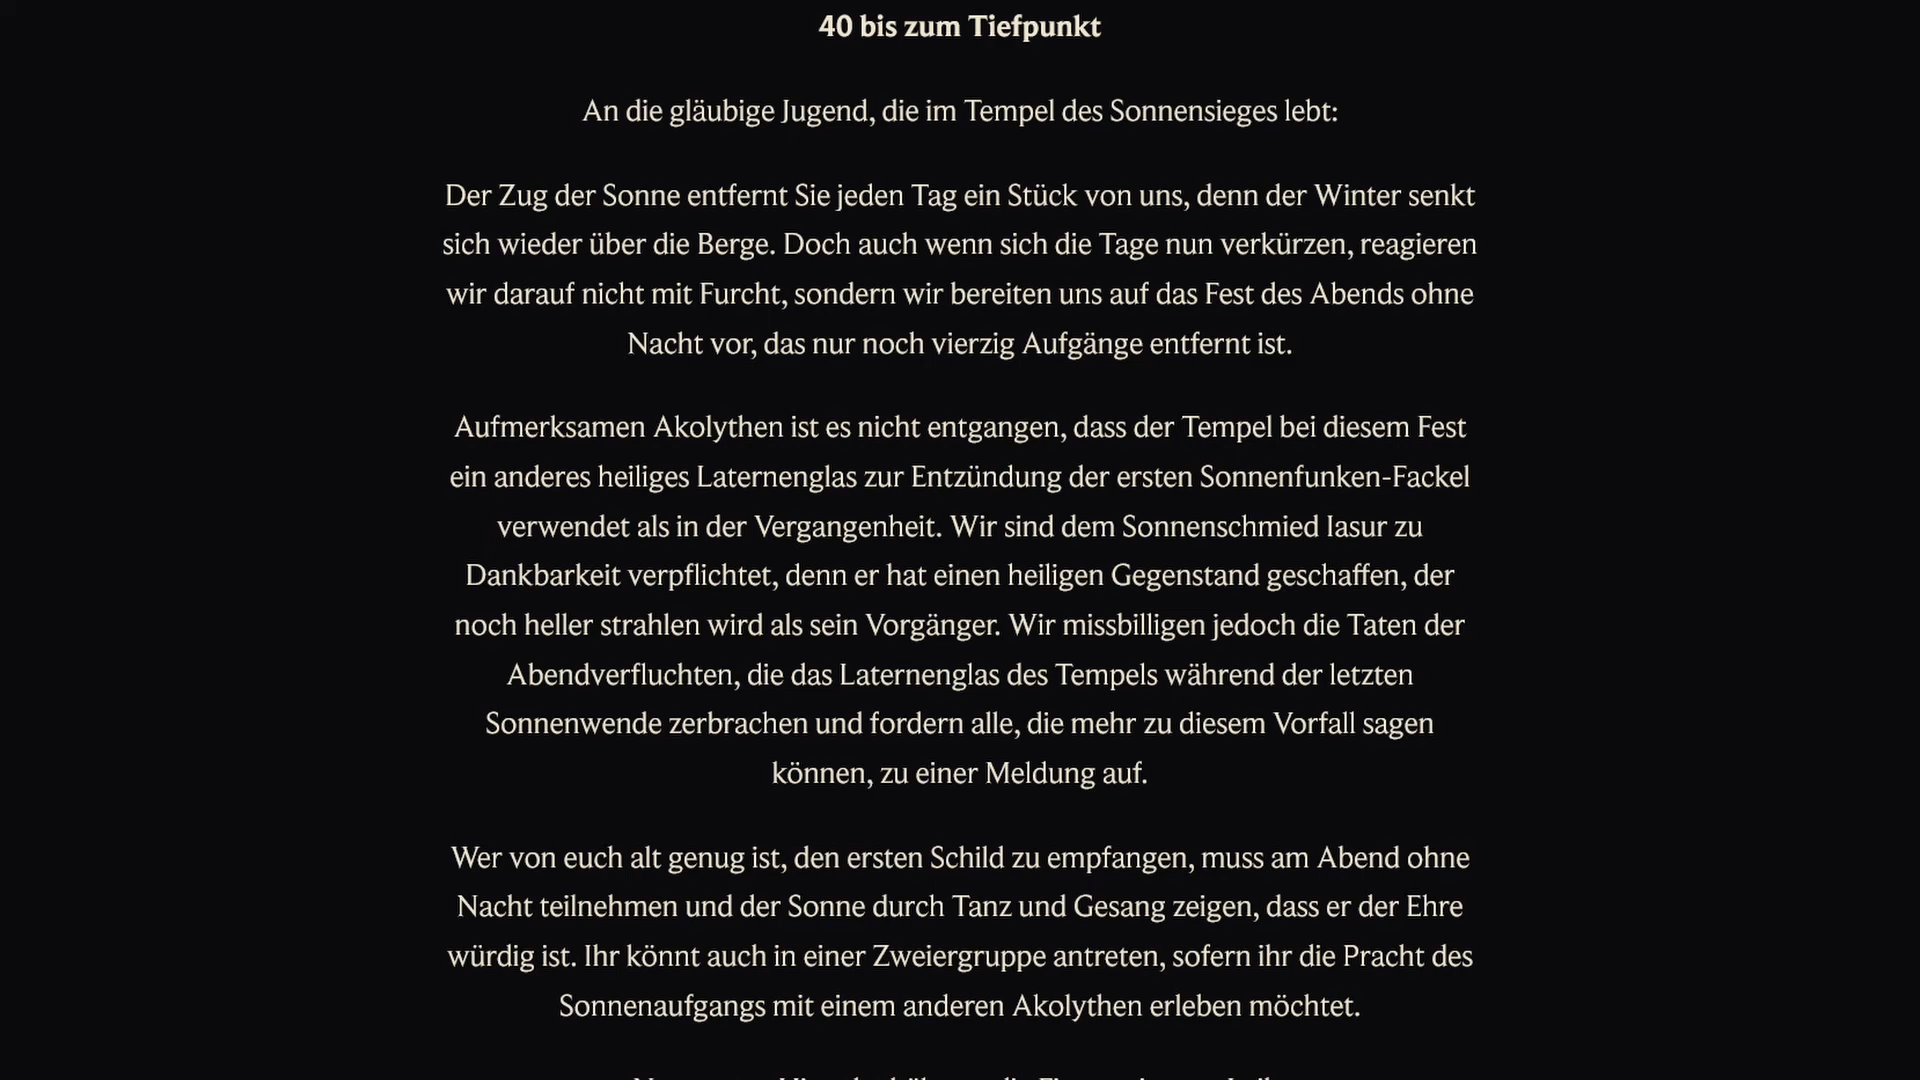 40 bis zum Tiefpunkt
An die gläubige Jugend, die im Tempel des Sonnensieges lebt:
Der Zug der Sonne entfernt Sie jeden Tag ein Stück von uns, denn der Winter senkt
sich wieder über die Berge. Doch auch wenn sich die Tage nun verkürzen, reagieren
wir darauf nicht mit Furcht, sondern wir bereiten uns auf das Fest des Abends ohne
Nacht vor, das nur noch vierzig Aufgänge entfernt ist.
Aufmerksamen Akolythen ist es nicht entgangen, dass der Tempel bei diesem Fest
ein anderes heiliges Laternenglas zur Entzündung der ersten Sonnenfunken-Fackel
verwendet als in der Vergangenheit. Wir sind dem Sonnenschmied Iasur zu
Dankbarkeit verpflichtet, denn er hat einen heiligen Gegenstand geschaffen, der
noch heller strahlen wird als sein Vorgänger. Wir missbilligen jedoch die Taten der
Abendverfluchten, die das Laternenglas des Tempels während der letzten
Sonnenwende zerbrachen und fordern alle, die mehr zu diesem Vorfall sagen
können, zu einer Meldung auf.
Wer von euch alt genug ist, den ersten Schild zu empfangen, muss am Abend ohne
Nacht teilnehmen und der Sonne durch Tanz und Gesang zeigen, dass er der Ehre
würdig ist. Ihr könnt auch in einer Zweiergruppe antreten, sofern ihr die Pracht des
Sonnenaufgangs mit einem anderen Akolythen erleben möchtet.